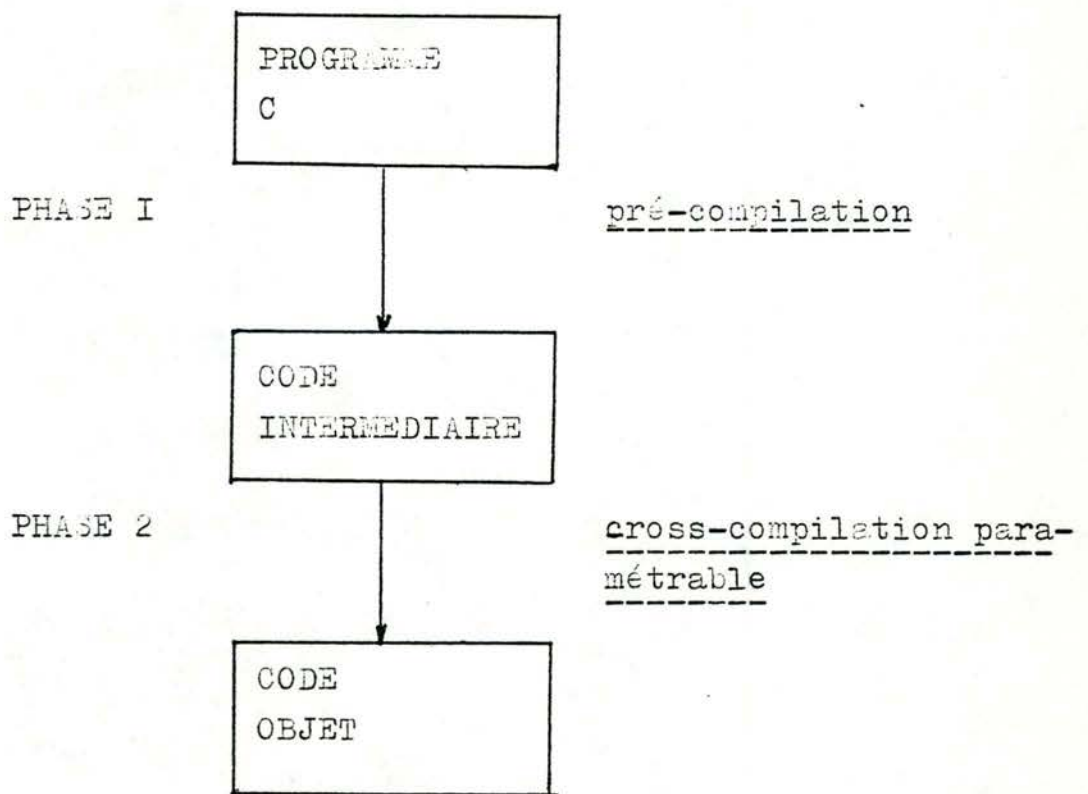 PROGRAMME
C
PHASE I
pré-compilation
CODE
INTERMEDIAIRE
PHASE 2
cross-compilation para-
métrable
CODE
OBJET